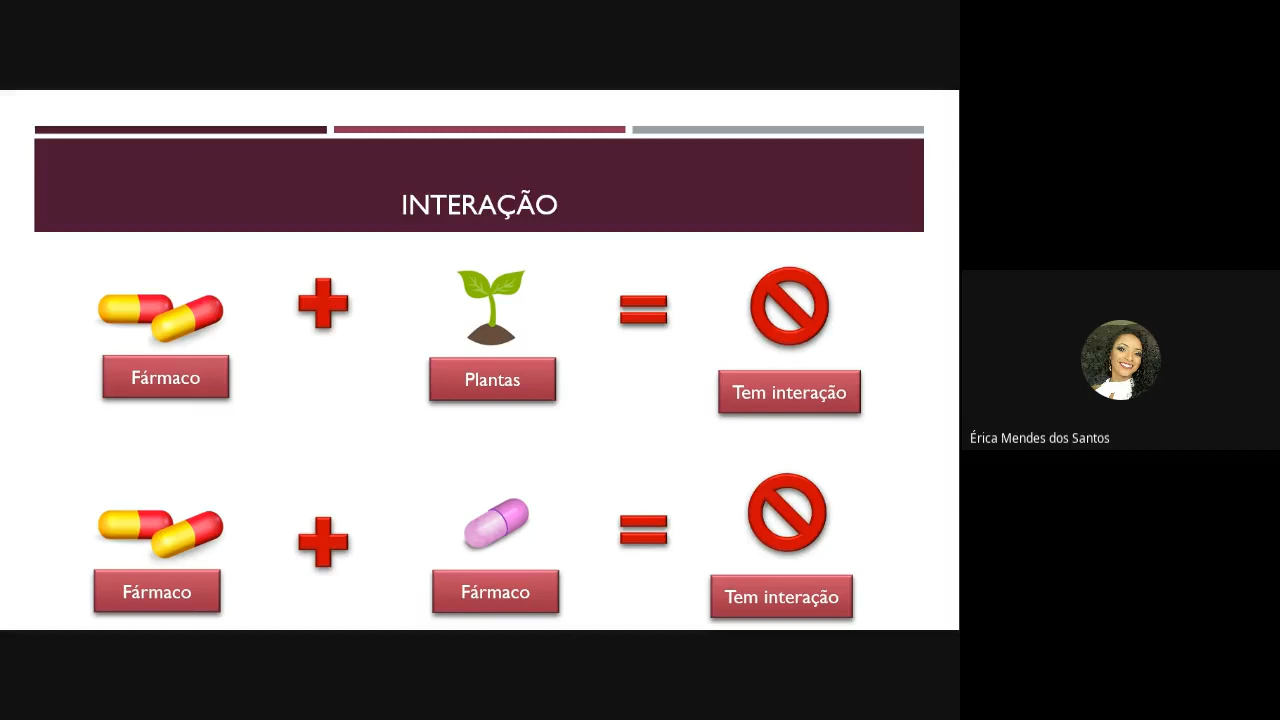 INTERAÇÃO
Fármaco
Plantas
Tem interação
Fármaco
Fármaco
Tem interação
Érica Mendes dos Santos